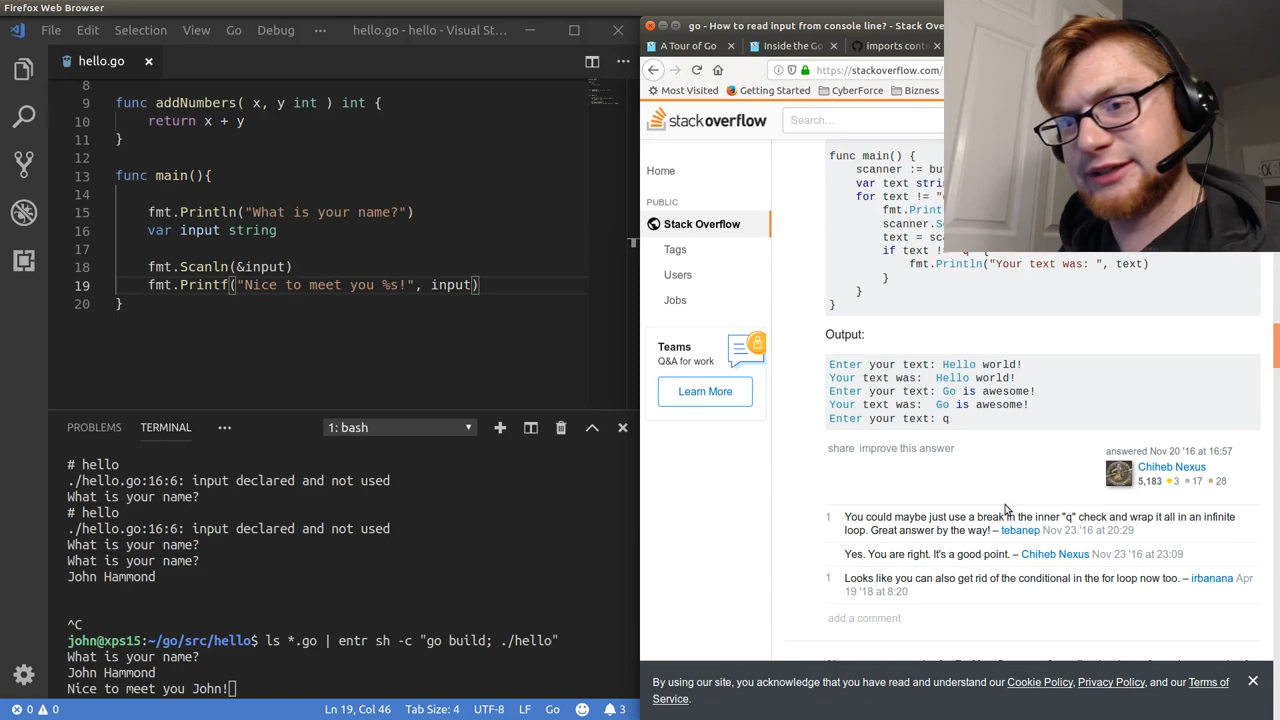 Firefox Web Browser
File Edit Selection View Go Debug ··· hello.go - hello - Visual St...
hello.go
8
9 func addNumbers( x, y int ) int {
10 return x + y
11 }
12
13 func main(){
14
15 fmt.Println("What is your name?")
16 var input string
17
18 fmt.Scanln(&input)
19 fmt.Printf("Nice to meet you %s!", input)
20 }
PROBLEMS TERMINAL ··· 1: bash
# hello
./hello.go:16:6: input declared and not used
What is your name?
# hello
./hello.go:16:6: input declared and not used
What is your name?
What is your name?
John Hammond
^C
john@xps15:~/go/src/hello$ ls *.go | entr sh -c "go build; ./hello"
What is your name?
John Hammond
Nice to meet you John!
0 0 Ln 19, Col 46 Tab Size: 4 UTF-8 LF Go 3
go - How to read input from console line? - Stack Ov
A Tour of Go Inside the Go imports cont
https://stackoverflow.com/
Most Visited Getting Started CyberForce Bizness
stackoverflow Search...
Home
PUBLIC
Stack Overflow
Tags
Users
Jobs
Teams
Q&A for work
Learn More
func main() {
scanner := bu
var text strin
for text != "
fmt.Print
scanner.S
text = sca
if text !=
fmt.Println("Your text was: ", text)
}
}
}
Output:
Enter your text: Hello world!
Your text was: Hello world!
Enter your text: Go is awesome!
Your text was: Go is awesome!
Enter your text: q
share improve this answer
answered Nov 20 '16 at 16:57
Chiheb Nexus
5,183 3 17 28
1 You could maybe just use a break in the inner "q" check and wrap it all in an infinite
loop. Great answer by the way! – tebanep Nov 23 '16 at 20:29
Yes. You are right. It's a good point. – Chiheb Nexus Nov 23 '16 at 23:09
1 Looks like you can also get rid of the conditional in the for loop now too. – irbanana Apr
19 '18 at 8:20
add a comment
By using our site, you acknowledge that you have read and understand our Cookie Policy, Privacy Policy, and our Terms of
Service.